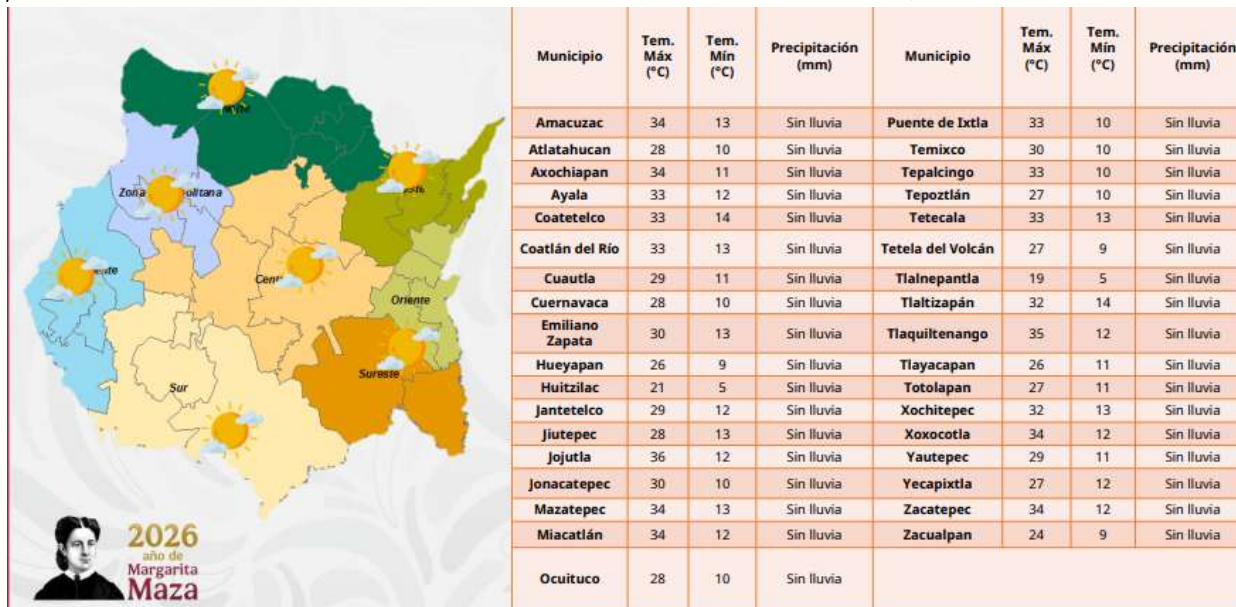 Zona
olitana
Cent
Oriente
Sureste
Sur
2026
año de
Margarita
Maza
Municipio Tem. Máx (°C) Tem. Mín (°C) Precipitación (mm) Municipio Tem. Máx (°C) Tem. Mín (°C) Precipitación (mm)
Amacuzac 34 13 Sin lluvia Puente de Ixtla 33 10 Sin lluvia
Atlatahucan 28 10 Sin lluvia Temixco 30 10 Sin lluvia
Axochiapan 34 11 Sin lluvia Tepalcingo 33 10 Sin lluvia
Ayala 33 12 Sin lluvia Tepoztlán 27 10 Sin lluvia
Coatetelco 33 14 Sin lluvia Tetecala 33 13 Sin lluvia
Coatlán del Río 33 13 Sin lluvia Tetela del Volcán 27 9 Sin lluvia
Cuautla 29 11 Sin lluvia Tlalnepantla 19 5 Sin lluvia
Cuernavaca 28 10 Sin lluvia Tlaltizapán 32 14 Sin lluvia
Emiliano Zapata 30 13 Sin lluvia Tlaquiltenango 35 12 Sin lluvia
Hueyapan 26 9 Sin lluvia Tlayacapan 26 11 Sin lluvia
Huitzilac 21 5 Sin lluvia Totolapan 27 11 Sin lluvia
Jantetelco 29 12 Sin lluvia Xochitepec 32 13 Sin lluvia
Jiutepec 28 13 Sin lluvia Xoxocotla 34 12 Sin lluvia
Jojutla 36 12 Sin lluvia Yautepec 29 11 Sin lluvia
Jonacatepec 30 10 Sin lluvia Yecapixtla 27 12 Sin lluvia
Mazatepec 34 13 Sin lluvia Zacatepec 34 12 Sin lluvia
Miacatlán 34 12 Sin lluvia Zacualpan 24 9 Sin lluvia
Ocuituco 28 10 Sin lluvia